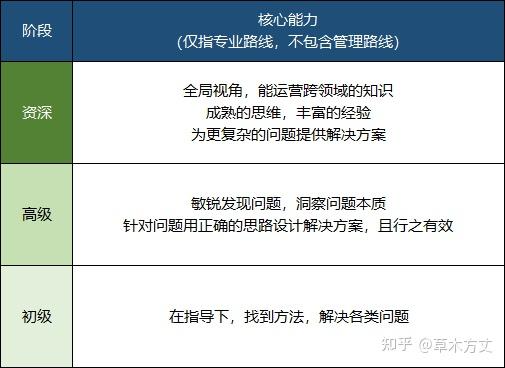 阶段
核心能力
(仅指专业路线，不包含管理路线)
资深
全局视角，能运营跨领域的知识
成熟的思维，丰富的经验
为更复杂的问题提供解决方案
高级
敏锐发现问题，洞察问题本质
针对问题用正确的思路设计解决方案，且行之有效
初级
在指导下，找到方法，解决各类问题
知乎 @草木方丈